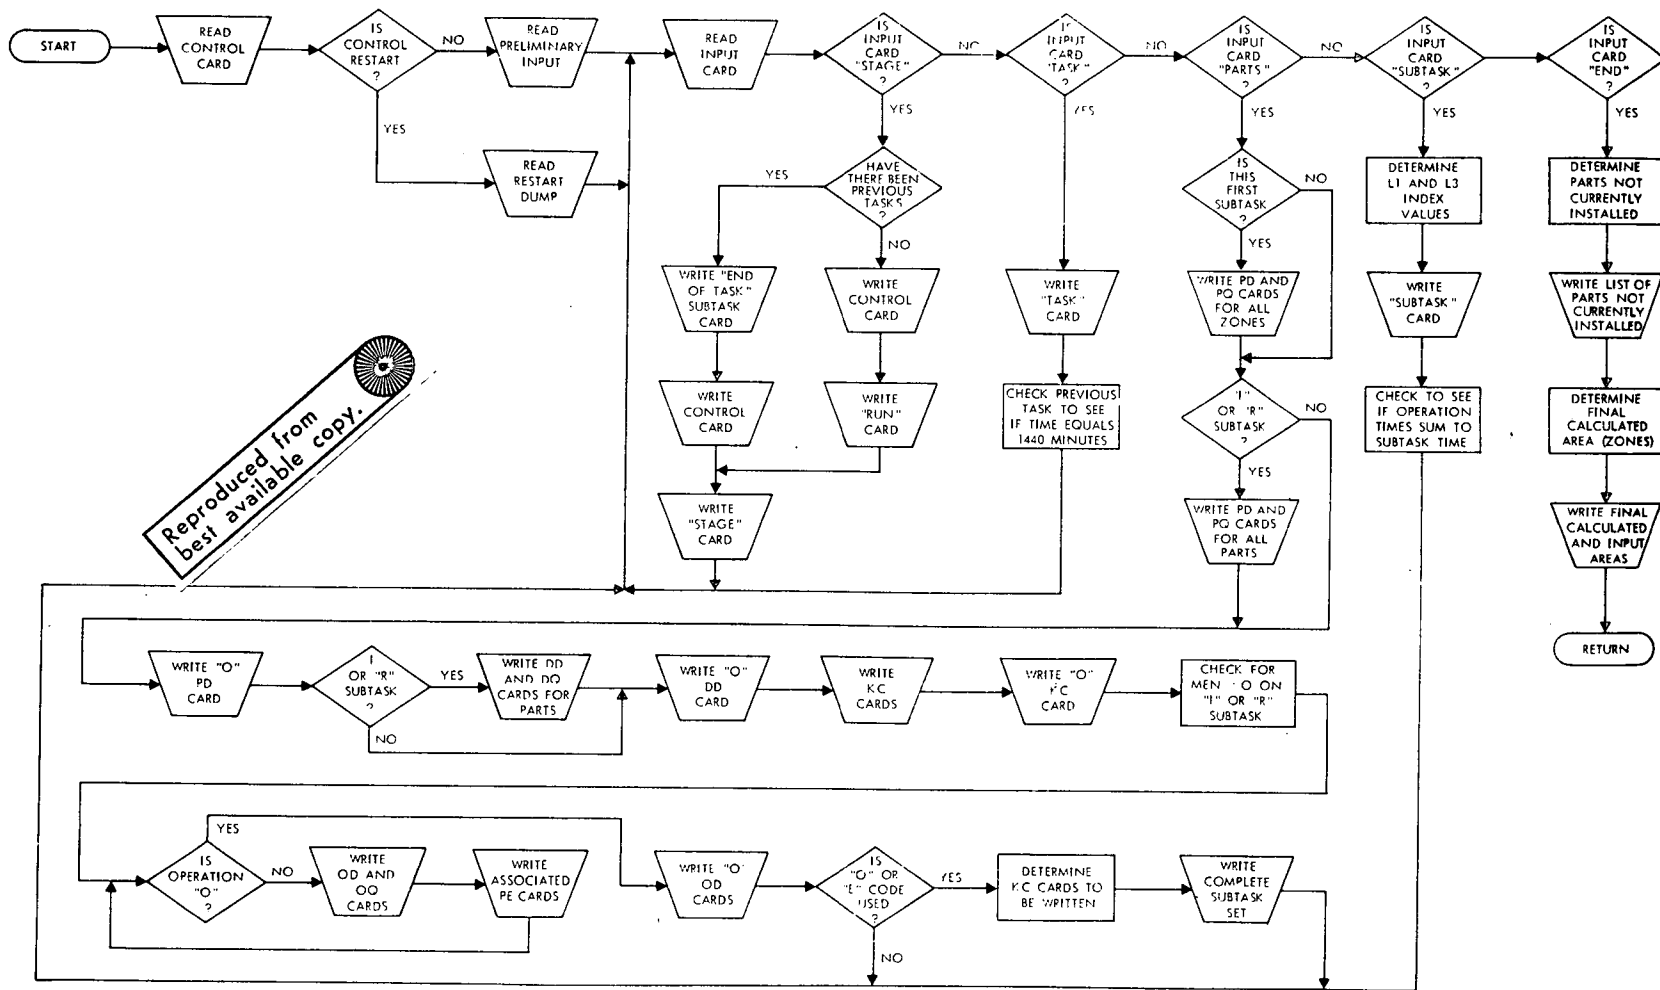 START
READ
CONTROL
CARD
IS
CONTROL
RESTART
?
NO
YES
READ
PRELIMINARY
INPUT
READ
RESTART
DUMP
READ
INPUT
CARD
IS
INPUT
CARD
"STAGE"
?
NO
YES
IS
INPUT
CARD
"TASK"
?
NO
YES
IS
INPUT
CARD
"PARTS"
?
NO
YES
IS
INPUT
CARD
"SUBTASK"
?
YES
IS
INPUT
CARD
"END"
?
YES
HAVE
THERE BEEN
PREVIOUS
TASKS
?
YES
NO
WRITE "END
OF TASK"
SUBTASK
CARD
WRITE
CONTROL
CARD
WRITE
CONTROL
CARD
WRITE
"RUN"
CARD
WRITE
"STAGE"
CARD
WRITE
"TASK"
CARD
CHECK PREVIOUS
TASK TO SEE
IF TIME EQUALS
1440 MINUTES
IS
THIS
FIRST
SUBTASK
?
NO
YES
WRITE PD AND
PQ CARDS
FOR ALL
ZONES
"I"
OR "R"
SUBTASK
?
NO
YES
WRITE PD AND
PQ CARDS
FOR ALL
PARTS
DETERMINE
L1 AND L3
INDEX
VALUES
WRITE
"SUBTASK"
CARD
CHECK TO SEE
IF OPERATION
TIMES SUM TO
SUBTASK TIME
DETERMINE
PARTS NOT
CURRENTLY
INSTALLED
WRITE LIST OF
PARTS NOT
CURRENTLY
INSTALLED
DETERMINE
FINAL
CALCULATED
AREA (ZONES)
WRITE FINAL
CALCULATED
AND INPUT
AREAS
RETURN
Reproduced from
best available copy.
WRITE "O"
PD
CARD
I
OR "R"
SUBTASK
?
YES
NO
WRITE DD
AND DQ
CARDS FOR
PARTS
WRITE "O"
DD
CARD
WRITE
KC
CARDS
WRITE "O"
KC
CARD
CHECK FOR
MEN O ON
"I" OR "R"
SUBTASK
IS
OPERATION
"O"
?
YES
NO
WRITE
OD AND
OQ
CARDS
WRITE
ASSOCIATED
PE CARDS
WRITE "O"
OD
CARDS
IS
"O" OR
"E" CODE
USED
?
YES
NO
DETERMINE
KC CARDS TO
BE WRITTEN
WRITE
COMPLETE
SUBTASK
SET